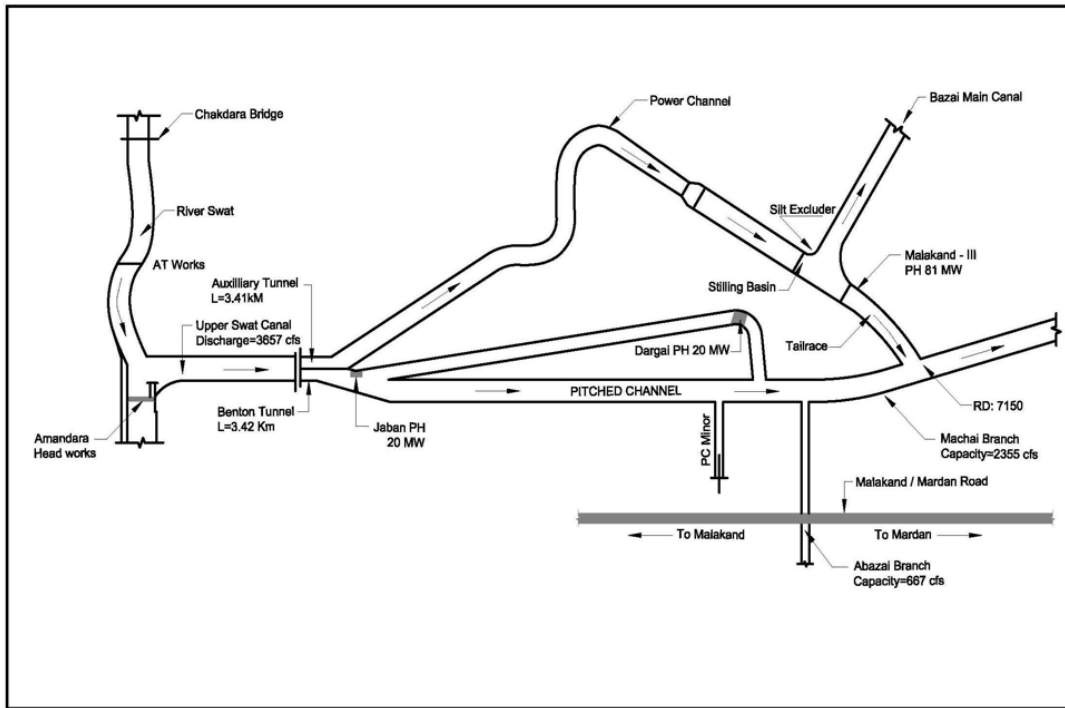 Chakdara Bridge
Power Channel
Bazai Main Canal
River Swat
Silt Excluder
AT Works
Malakand - III
PH 81 MW
Auxilliary Tunnel
L=3.41kM
Stilling Basin
Upper Swat Canal
Discharge=3657 cfs
Tailrace
Dargai PH 20 MW
PITCHED CHANNEL
RD: 7150
Benton Tunnel
L=3.42 Km
Jaban PH
20 MW
PC Minor
Amandara
Head works
Machai Branch
Capacity=2355 cfs
Malakand / Mardan Road
To Malakand
To Mardan
Abazai Branch
Capacity=667 cfs